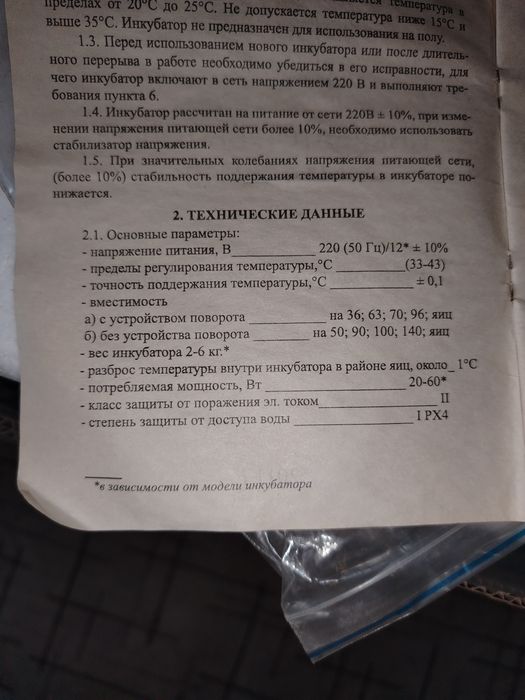 пределах от 20°С до 25°С. Не допускается температура ниже 15°С и
выше 35°С. Инкубатор не предназначен для использования на полу.
1.3. Перед использованием нового инкубатора или после длитель-
ного перерыва в работе необходимо убедиться в его исправности, для
чего инкубатор включают в сеть напряжением 220 В и выполняют тре-
бования пункта 6.
1.4. Инкубатор рассчитан на питание от сети 220В ± 10%, при изме-
нении напряжения питающей сети более 10%, необходимо использовать
стабилизатор напряжения.
1.5. При значительных колебаниях напряжения питающей сети,
(более 10%) стабильность поддержания температуры в инкубаторе по-
нижается.
2. ТЕХНИЧЕСКИЕ ДАННЫЕ
2.1. Основные параметры:
- напряжение питания, В 220 (50 Гц)/12* ± 10%
- пределы регулирования температуры,°С (33-43)
- точность поддержания температуры,°С ± 0,1
- вместимость
а) с устройством поворота на 36; 63; 70; 96; яиц
б) без устройства поворота на 50; 90; 100; 140; яиц
- вес инкубатора 2-6 кг.*
- разброс температуры внутри инкубатора в районе яиц, около 1°С
- потребляемая мощность, Вт 20-60*
- класс защиты от поражения эл. током II
- степень защиты от доступа воды I PX4
*в зависимости от модели инкубатора